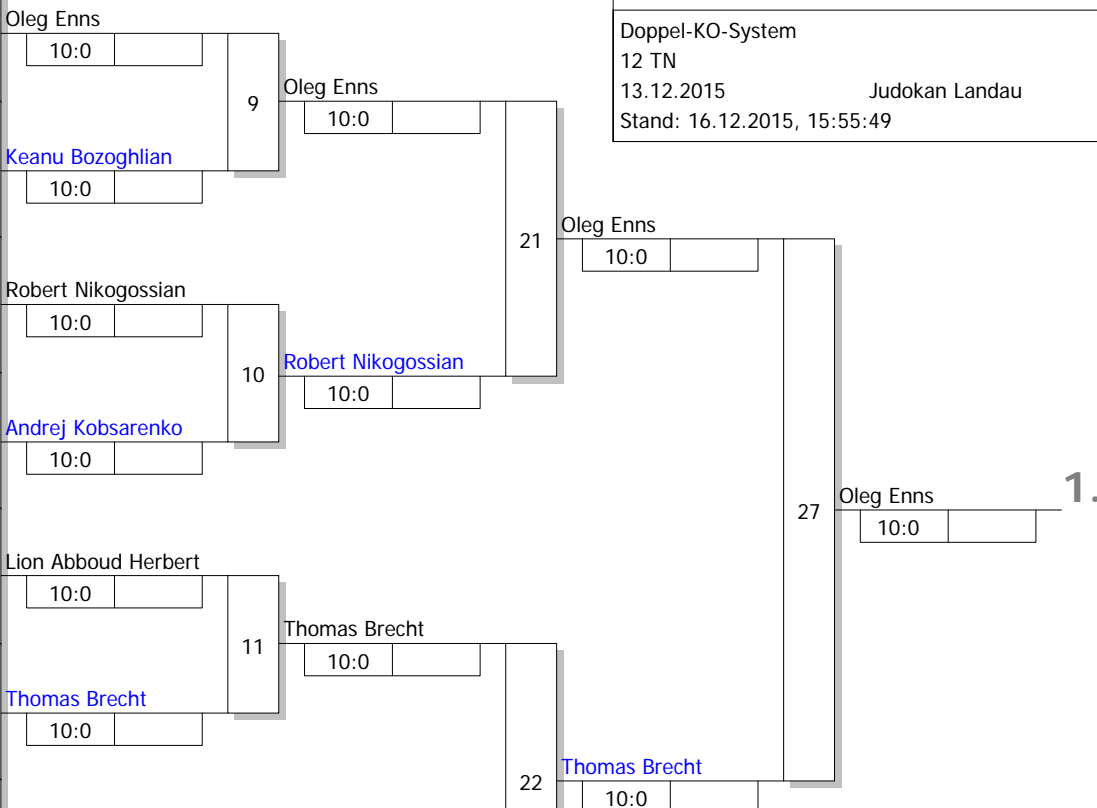 Oleg Enns
10:0
9
Keanu Bozoghlian
10:0
Oleg Enns
10:0
Doppel-KO-System
12 TN
13.12.2015 Judokan Landau
Stand: 16.12.2015, 15:55:49
21
Oleg Enns
10:0
Robert Nikogossian
10:0
10
Andrej Kobsarenko
10:0
Robert Nikogossian
10:0
27
Oleg Enns
10:0
1.
Lion Abboud Herbert
10:0
11
Thomas Brecht
10:0
Thomas Brecht
10:0
22
Thomas Brecht
10:0